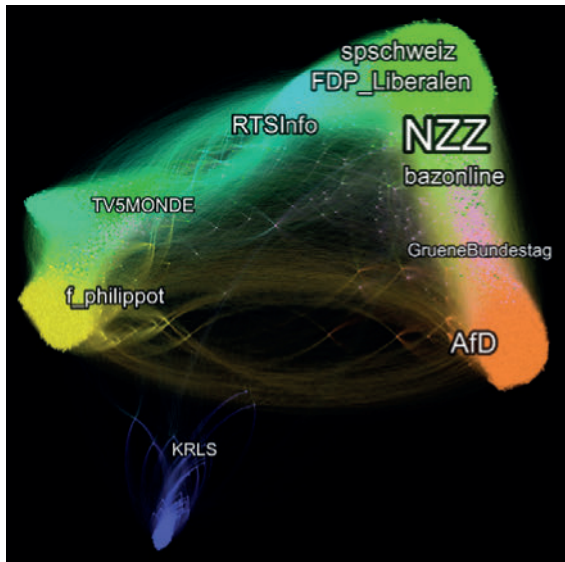 spschweiz
FDP_Liberalen
RTSInfo
NZZ
bazonline
TV5MONDE
GrueneBundestag
f_philippot
AfD
KRLS